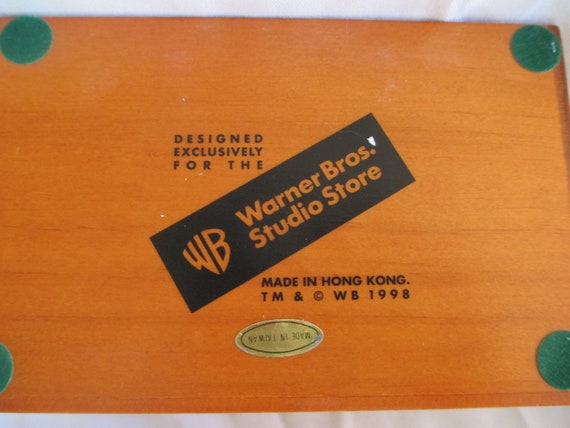 DESIGNED
EXCLUSIVELY
FOR THE
WB
Warner Bros.
Studio Store
MADE IN HONG KONG.
TM & © WB 1998
MADE IN TAIWAN